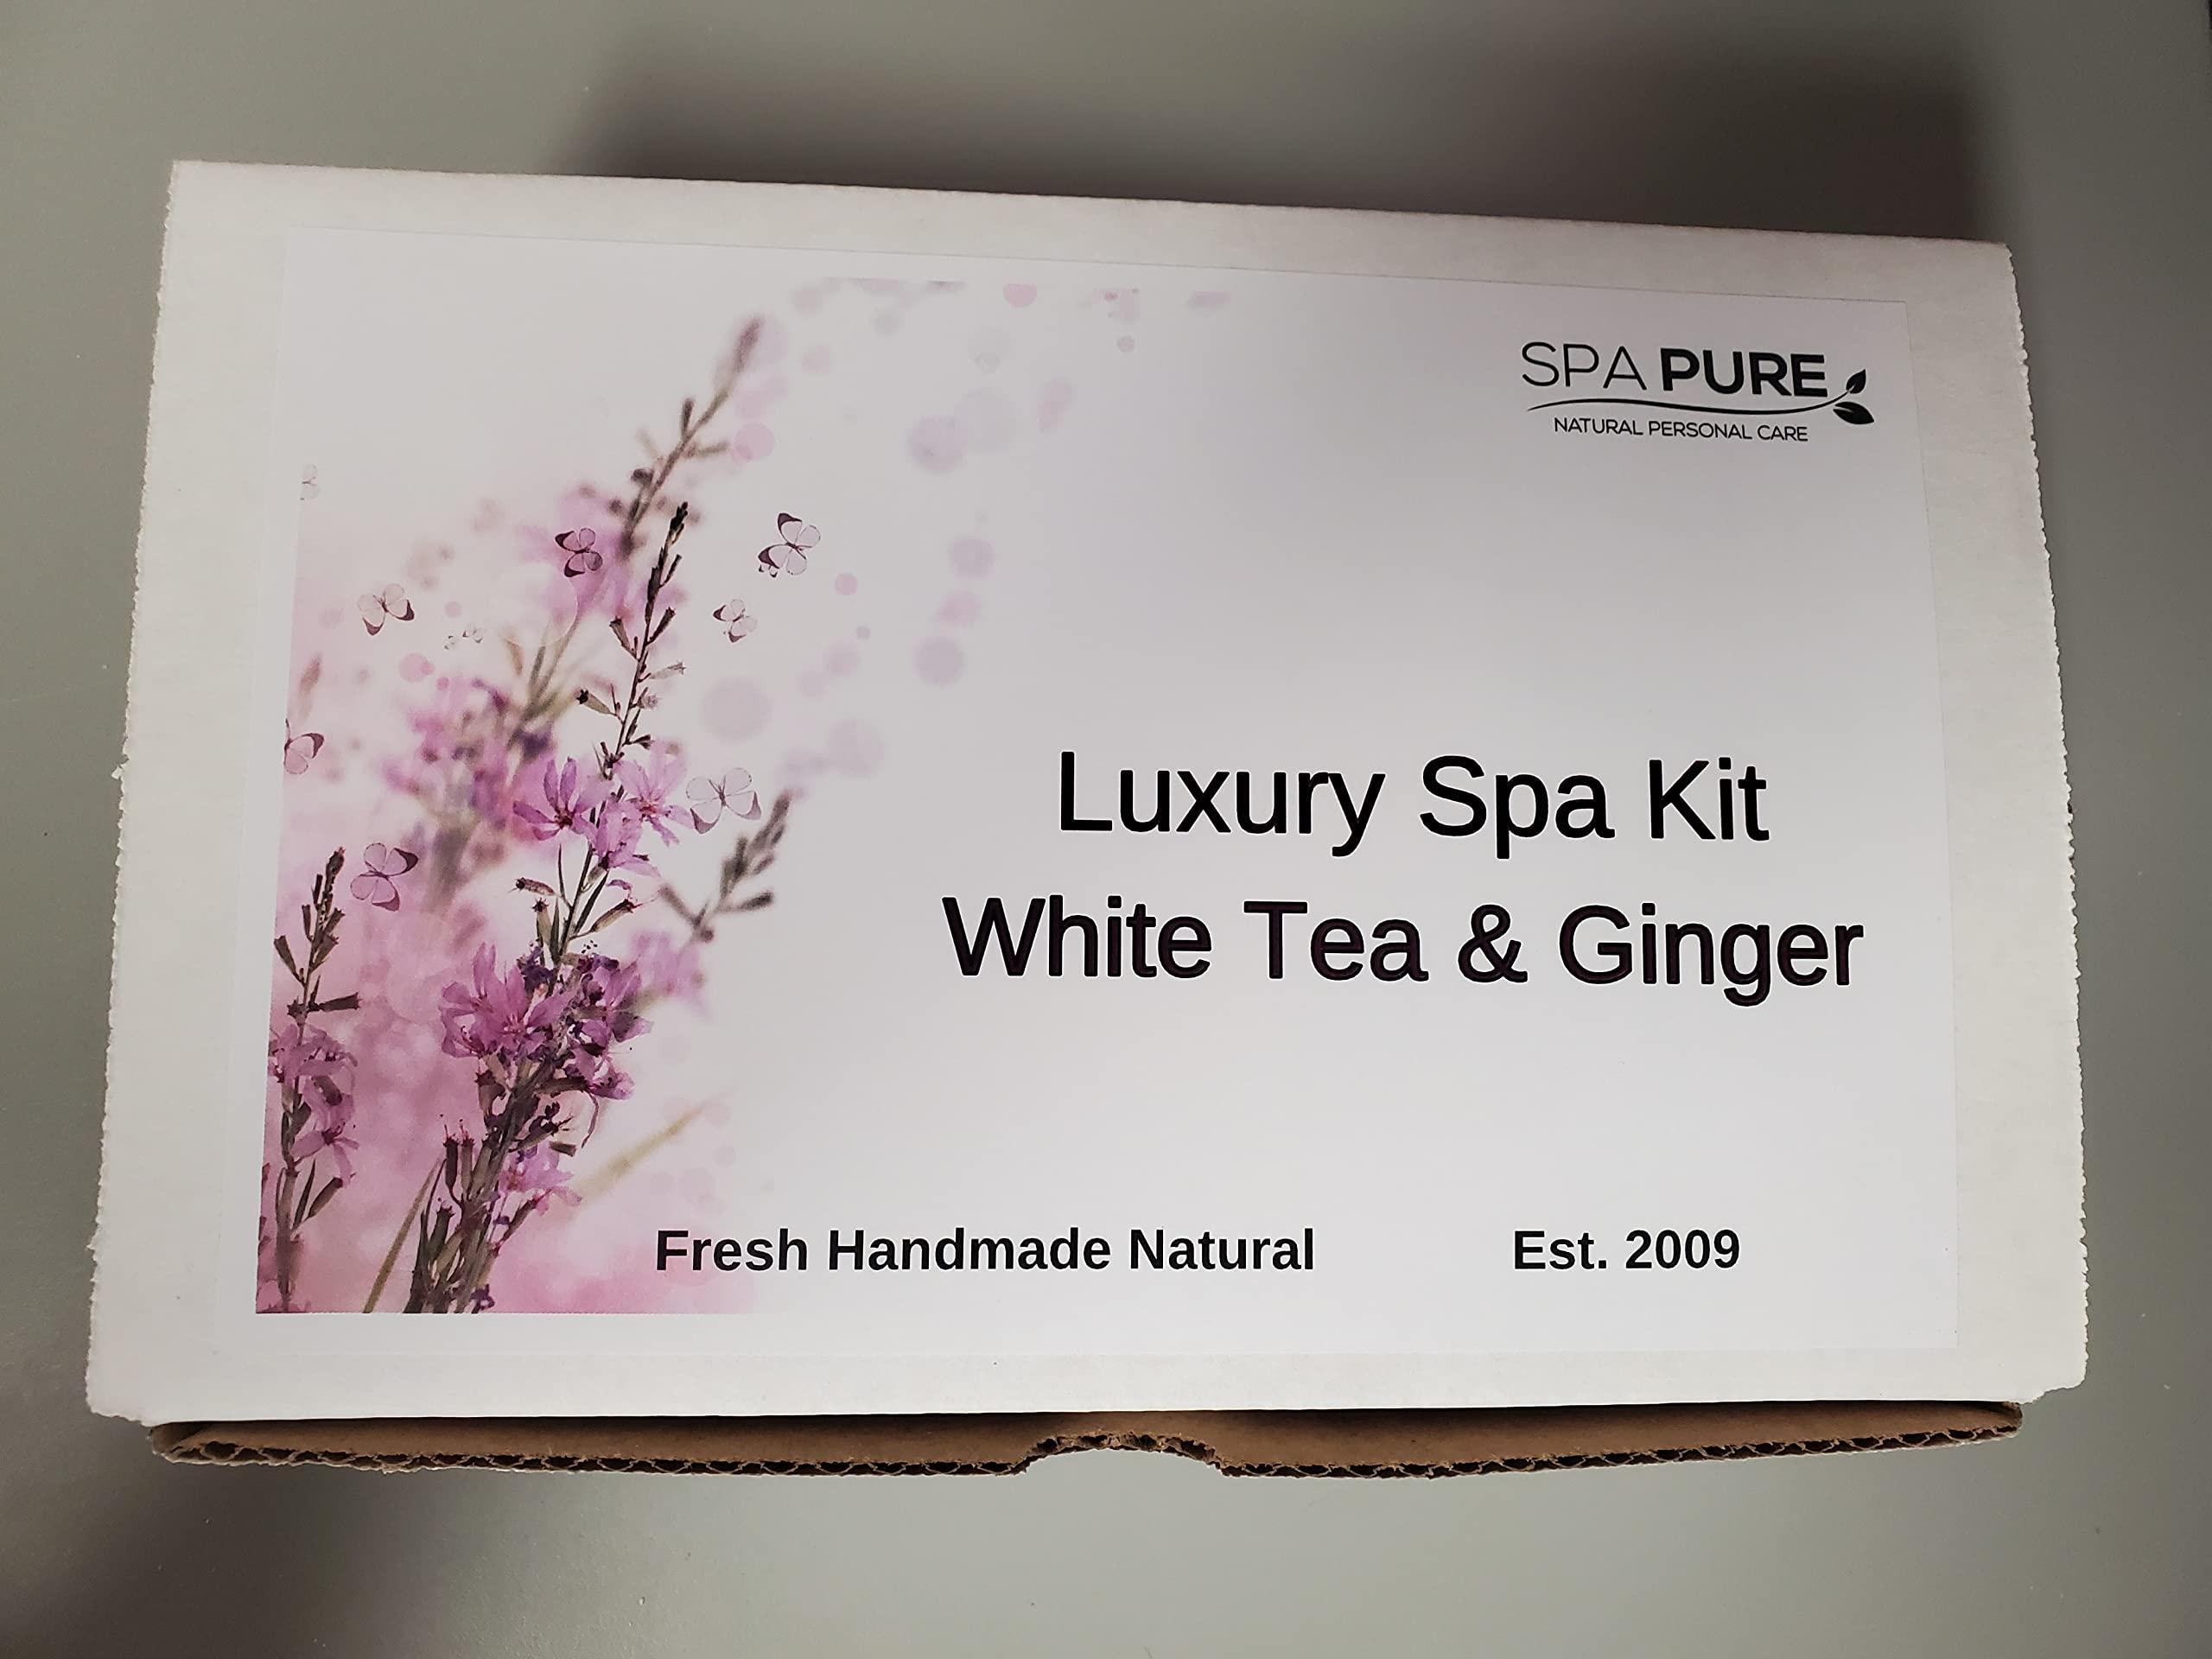 SPA PURE
NATURAL PERSONAL CARE
Luxury Spa Kit
White Tea & Ginger
Fresh Handmade Natural Est. 2009